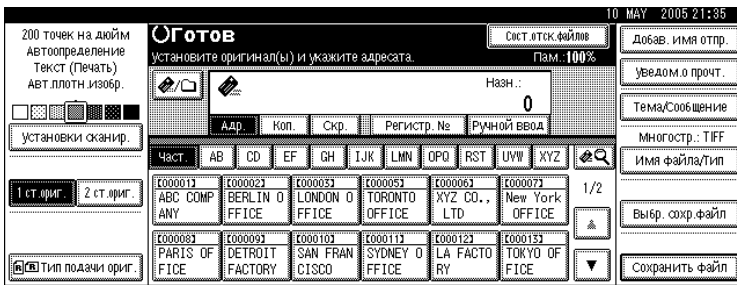 10 MAY 2005 21:35
200 точек на дюйм
Автоопределение
Текст (Печать)
АВТ.ПЛОТН.ИЗОБР.
Установки сканир.
1 ст.ориг.
2 ст.ориг.
Тип подачи ориг.
Готов
Сост.отск.файлов
Установите оригинал(ы) и укажите адресата.
Пам.:100%
Назн.:
0
Адр.
Коп.
Скр.
Регистр. №
Ручной ввод
Част.
AB
CD
EF
GH
IJK
LMN
OPQ
RST
UVW
XYZ
[00001]
ABC COMP
ANY
[00002]
BERLIN O
FFICE
[00003]
LONDON O
FFICE
[00005]
TORONTO
OFFICE
[00006]
XYZ CO.,
LTD
[00007]
New York
OFFICE
1/2
[00008]
PARIS OF
FICE
[00009]
DETROIT
FACTORY
[00010]
SAN FRAN
CISCO
[00011]
SYDNEY O
FFICE
[00012]
LA FACTO
RY
[00013]
TOKYO OF
FICE
Добав. имя отпр.
Уведом.о прочт.
Тема/Сообщение
Многостр.: TIFF
Имя файла/Тип
Выбр. сохр.файл
Сохранить файл